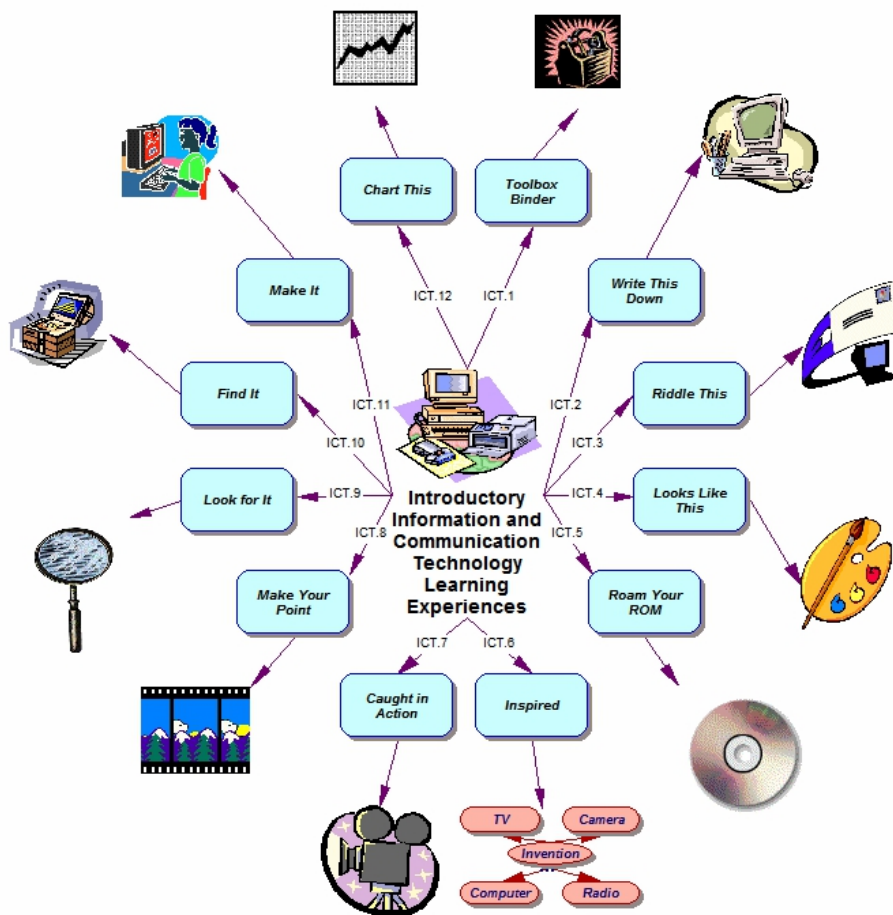 Chart This
Toolbox
Binder
Write This
Down
Make It
ICT.12
ICT.1
Find It
Riddle This
ICT.11
ICT.2
ICT.10
ICT.3
Look for It
ICT.9
ICT.4
Looks Like
This
ICT.8
ICT.5
Introductory
Information and
Communication
Technology
Learning
Experiences
Make Your
Point
Roam Your
ROM
ICT.7
ICT.6
Caught in
Action
Inspired
TV
Camera
Invention
Computer
Radio